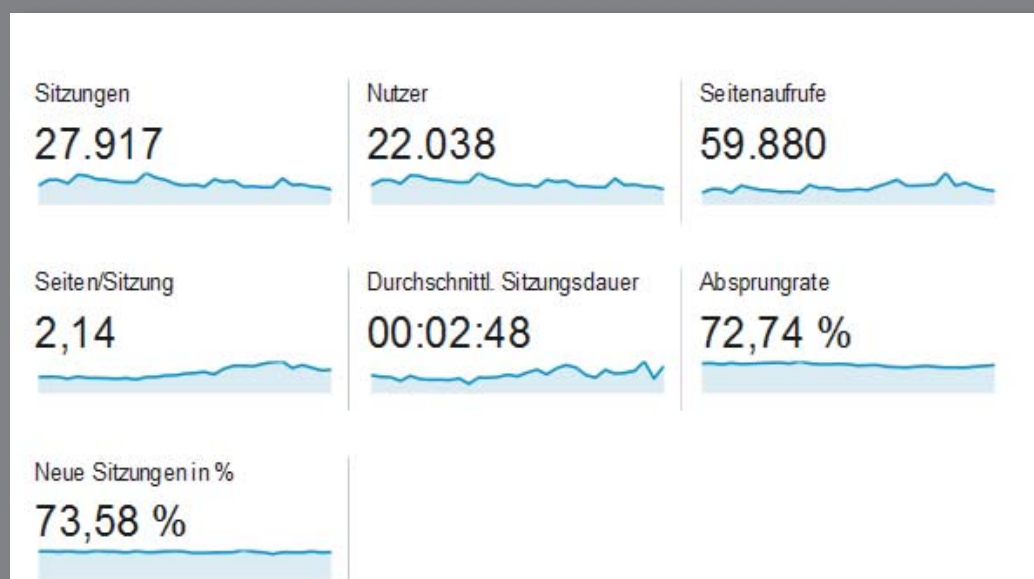 Sitzungen
27.917
Nutzer
22.038
Seitenaufrufe
59.880
Seiten/Sitzung
2,14
Durchschnittl. Sitzungsdauer
00:02:48
Absprungrate
72,74 %
Neue Sitzungen in %
73,58 %